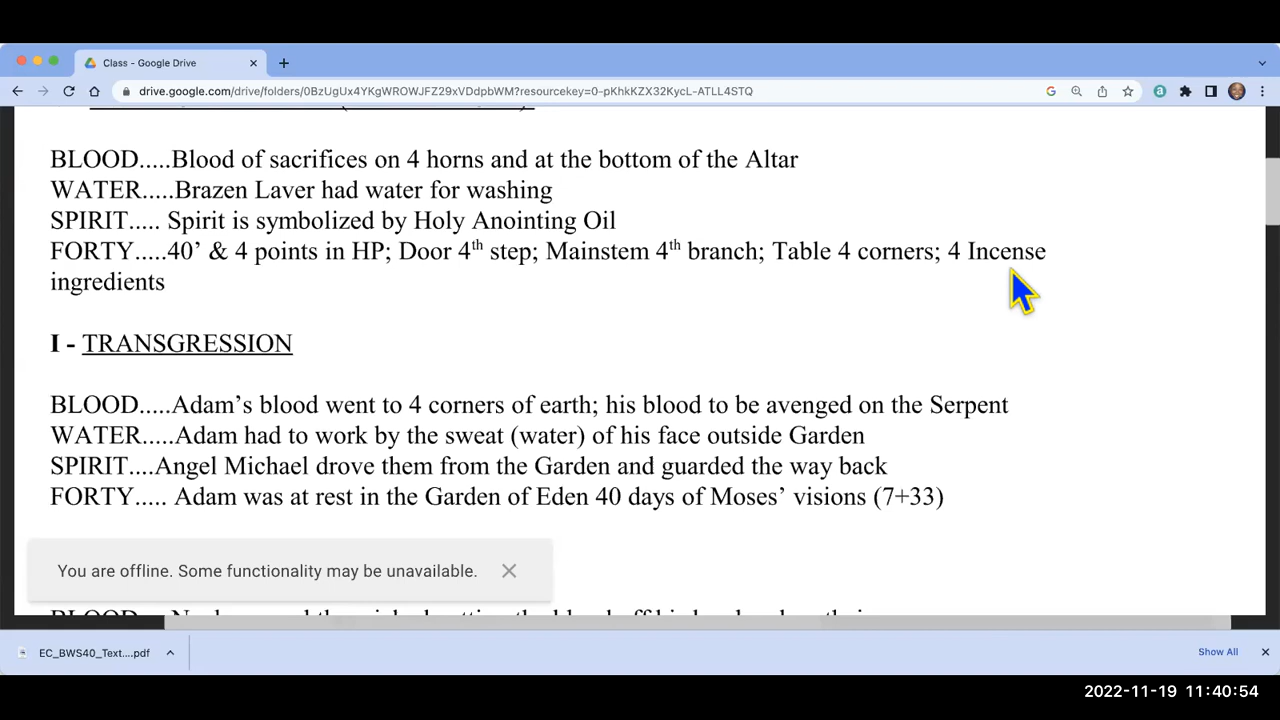 Class - Google Drive
drive.google.com/drive/folders/0BzUgUx4YKgWROWJFZ29xVDdpbWM?resourcekey=0-pKhkKZX32KycL-ATLL4STQ
BLOOD.....Blood of sacrifices on 4 horns and at the bottom of the Altar
WATER.....Brazen Laver had water for washing
SPIRIT..... Spirit is symbolized by Holy Anointing Oil
FORTY.....40’ & 4 points in HP; Door 4th step; Mainstem 4th branch; Table 4 corners; 4 Incense
ingredients
I - TRANSGRESSION
BLOOD.....Adam’s blood went to 4 corners of earth; his blood to be avenged on the Serpent
WATER.....Adam had to work by the sweat (water) of his face outside Garden
SPIRIT....Angel Michael drove them from the Garden and guarded the way back
FORTY..... Adam was at rest in the Garden of Eden 40 days of Moses’ visions (7+33)
You are offline. Some functionality may be unavailable.
EC_BWS40_Text....pdf
Show All
2022-11-19 11:40:54